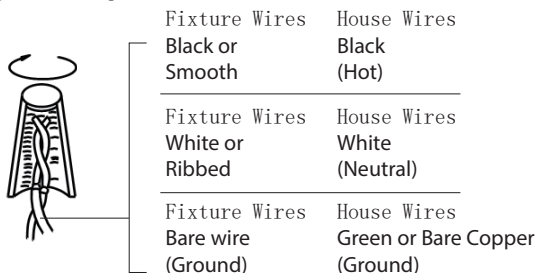 Fixture Wires House Wires
Black or Black
Smooth (Hot)
Fixture Wires House Wires
White or White
Ribbed (Neutral)
Fixture Wires House Wires
Bare wire Green or Bare Copper
(Ground) (Ground)